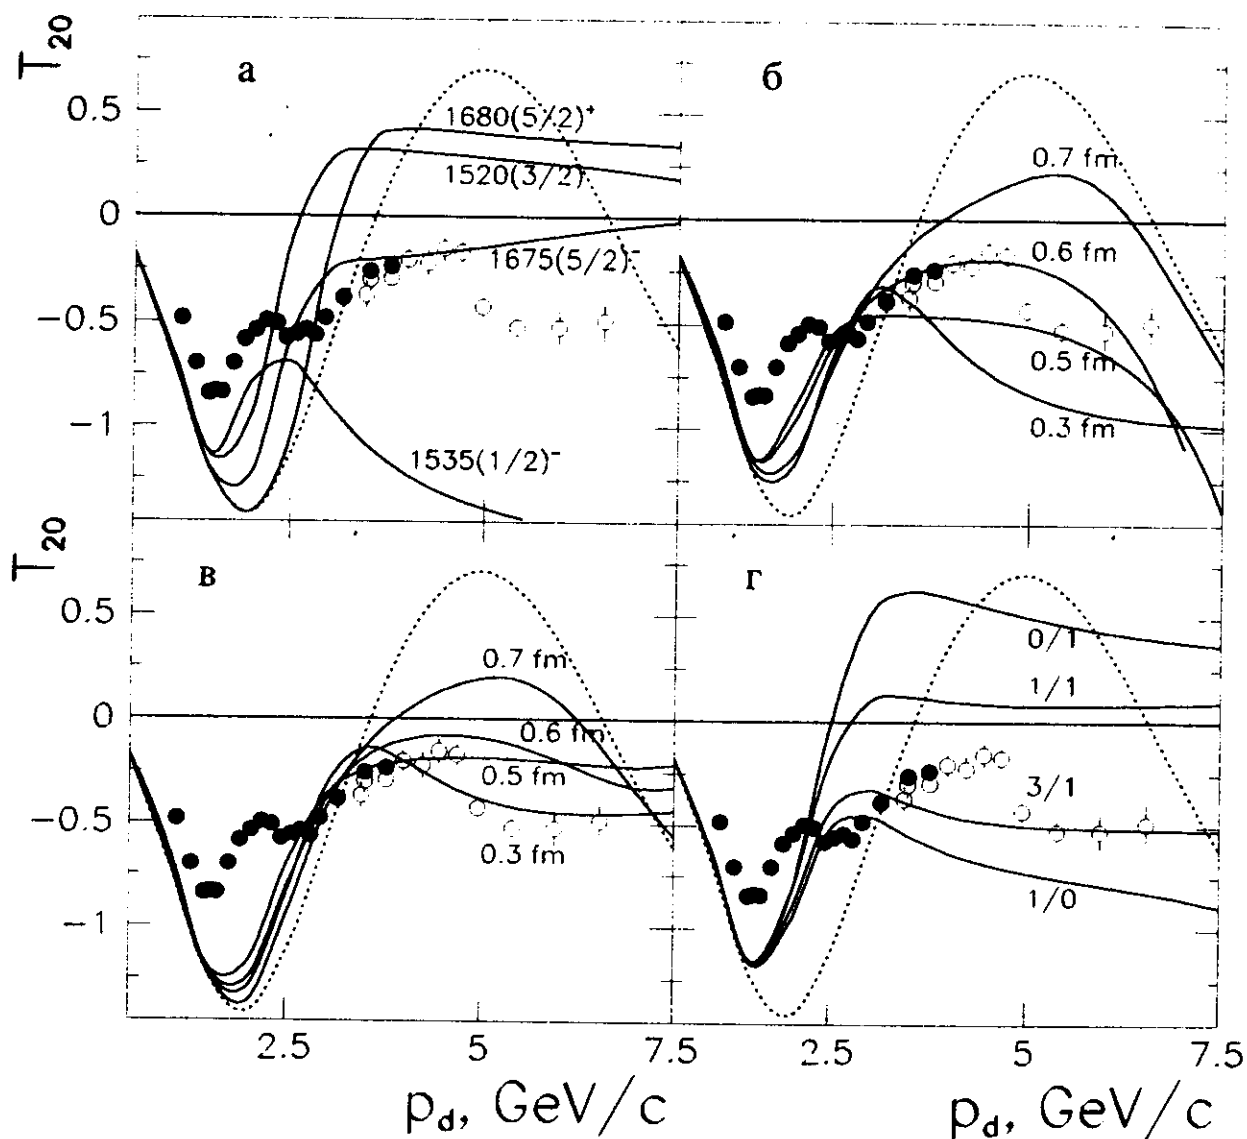 T₂₀
а
б
1680(5/2)⁺
1520(3/2)
1675(5/2)⁻
1535(1/2)⁻
0.7 fm
0.6 fm
0.5 fm
0.3 fm
0.5
0
−0.5
−1
T₂₀
в
г
0.7 fm
0.6 fm
0.5 fm
0.3 fm
0/1
1/1
3/1
1/0
0.5
0
−0.5
−1
2.5 5 7.5 2.5 5 7.5
p_d, GeV/c p_d, GeV/c